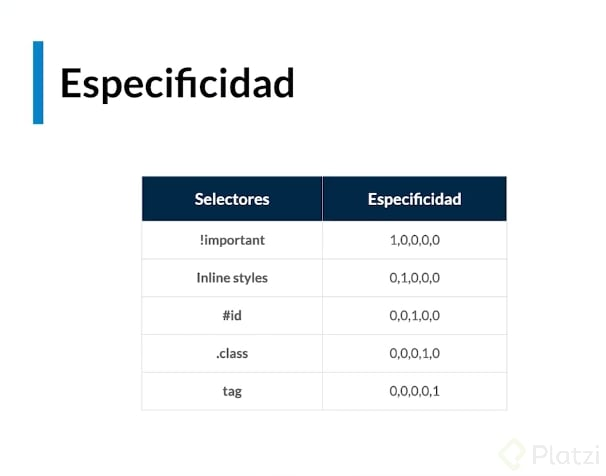 Especificidad
Selectores Especificidad
!important 1,0,0,0,0
Inline styles 0,1,0,0,0
#id 0,0,1,0,0
.class 0,0,0,1,0
tag 0,0,0,0,1
Platzi